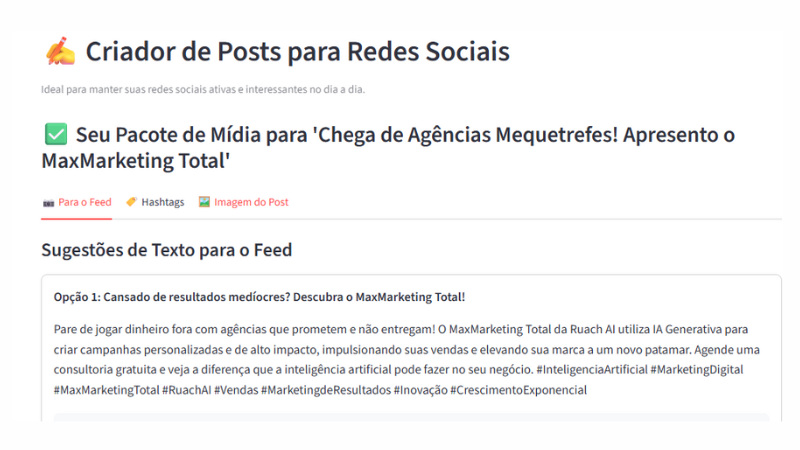 ✍️ Criador de Posts para Redes Sociais
Ideal para manter suas redes sociais ativas e interessantes no dia a dia.
✅ Seu Pacote de Mídia para 'Chega de Agências Mequetrefes! Apresento o
MaxMarketing Total'
📷 Para o Feed 🏷️ Hashtags 🖼️ Imagem do Post
Sugestões de Texto para o Feed
Opção 1: Cansado de resultados medíocres? Descubra o MaxMarketing Total!
Pare de jogar dinheiro fora com agências que prometem e não entregam! O MaxMarketing Total da Ruach AI utiliza IA Generativa para
criar campanhas personalizadas e de alto impacto, impulsionando suas vendas e elevando sua marca a um novo patamar. Agende uma
consultoria gratuita e veja a diferença que a inteligência artificial pode fazer no seu negócio. #InteligenciaArtificial #MarketingDigital
#MaxMarketingTotal #RuachAI #Vendas #MarketingdeResultados #Inovação #CrescimentoExponencial